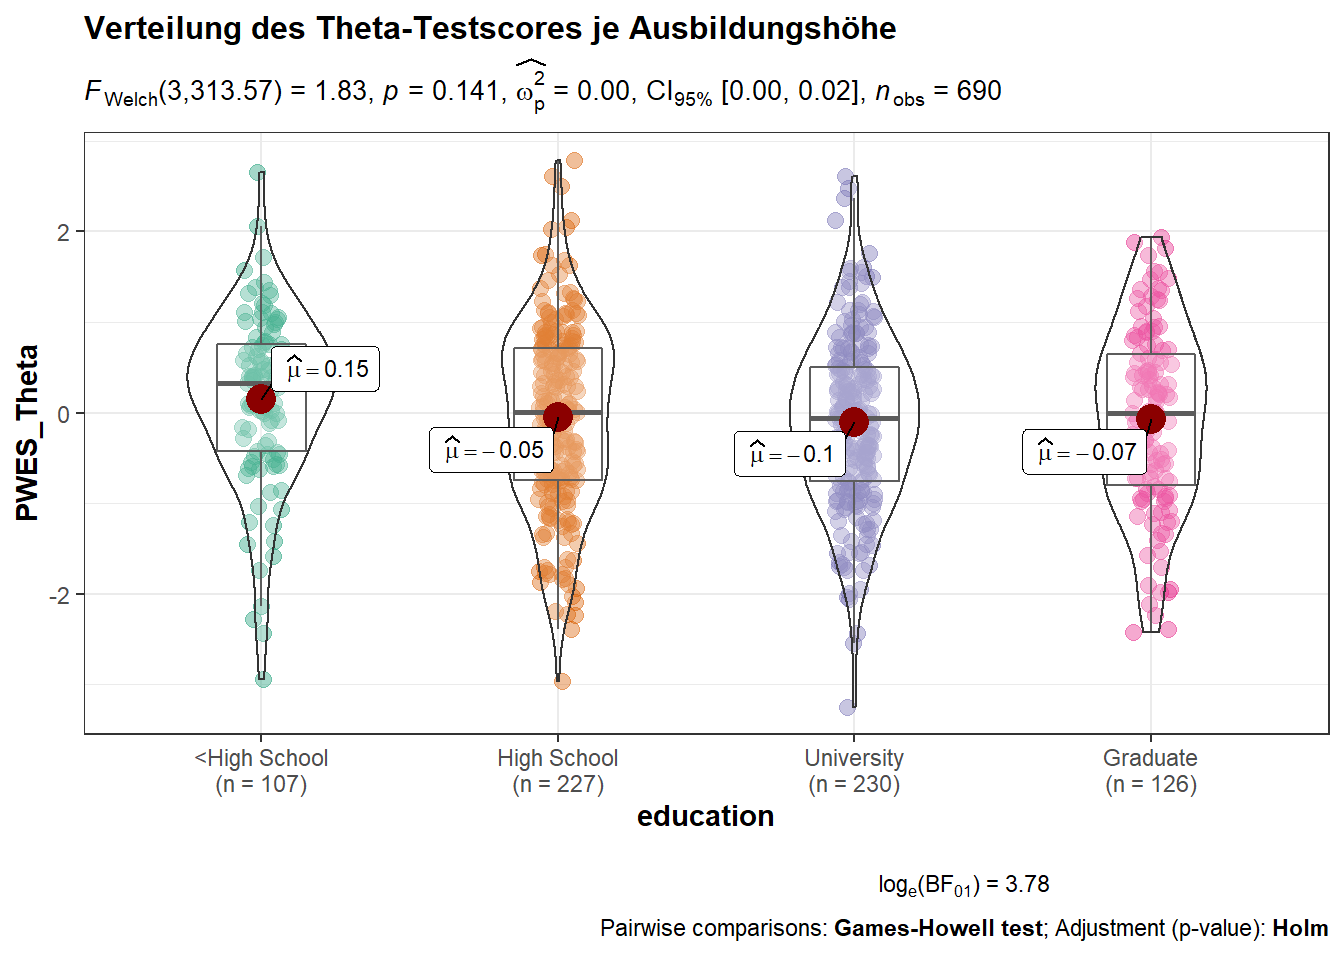 Verteilung des Theta-Testscores je Ausbildungshöhe
F Welch(3,313.57) = 1.83, p = 0.141, ω̂²p = 0.00, CI95% [0.00, 0.02], nobs = 690
PWES_Theta
2
0
-2
μ̂ = 0.15
μ̂ = − 0.05
μ̂ = − 0.1
μ̂ = − 0.07
<High School
(n = 107)
High School
(n = 227)
University
(n = 230)
Graduate
(n = 126)
education
loge(BF01) = 3.78
Pairwise comparisons: Games-Howell test; Adjustment (p-value): Holm